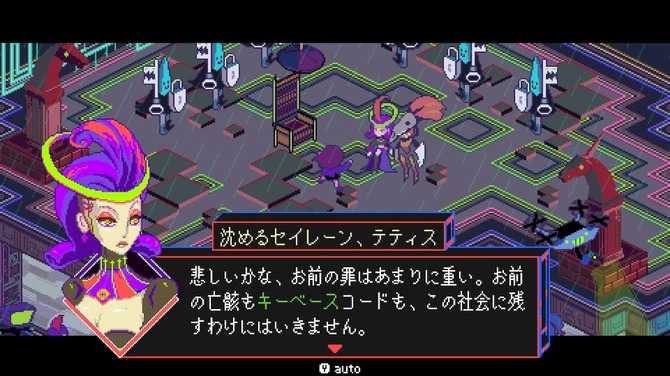 沈めるセイレーン、テティス
悲しいかな、お前の罪はあまりに重い。お前
の亡骸もキーベースコードも、この社会に残
すわけにはいきません。
Y auto